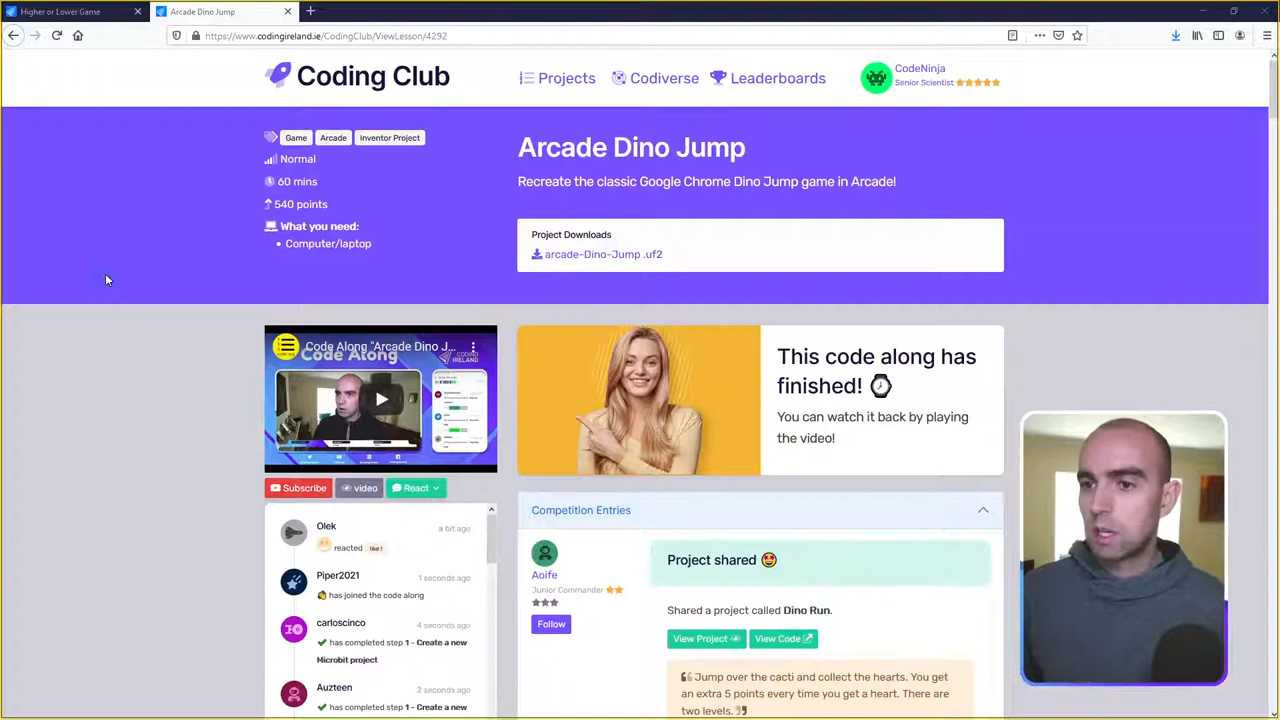 Higher or Lower Game
Arcade Dino Jump
https://www.codingireland.ie/CodingClub/ViewLesson/4292
Coding Club
Projects
Codiverse
Leaderboards
CodeNinja
Senior Scientist
Game
Arcade
Inventor Project
Normal
60 mins
540 points
What you need:
Computer/laptop
Arcade Dino Jump
Recreate the classic Google Chrome Dino Jump game in Arcade!
Project Downloads
arcade-Dino-Jump .uf2
Code Along "Arcade Dino J...
Code Along
CODING
IRELAND
Subscribe
video
React
Olek
a bit ago
reacted like!
Piper2021
1 seconds ago
has joined the code along
carloscinco
4 seconds ago
has completed step 1 - Create a new
Microbit project
Auzteen
2 seconds ago
has completed step 1 - Create a new
This code along has
finished!
You can watch it back by playing
the video!
Competition Entries
Aoife
Junior Commander
Follow
Project shared
Shared a project called Dino Run.
View Project
View Code
Jump over the cacti and collect the hearts. You get
an extra 5 points every time you get a heart. There are
two levels.